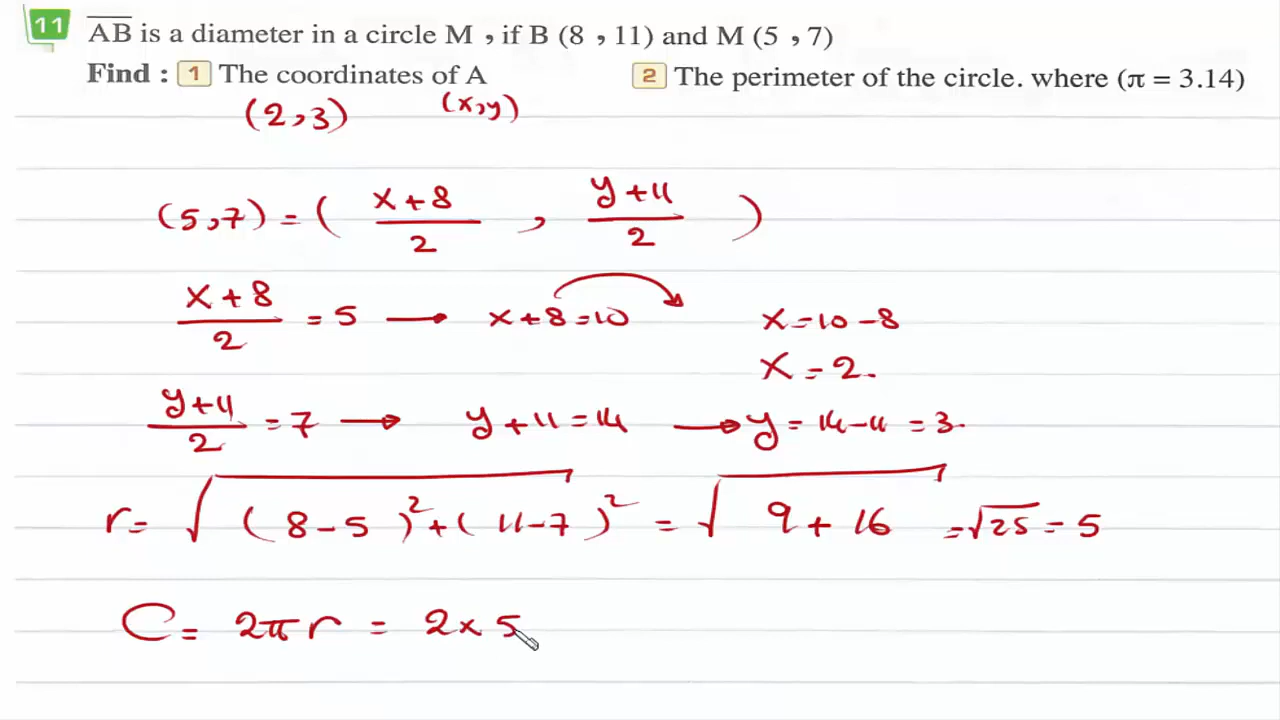 11 AB is a diameter in a circle M , if B (8 , 11) and M (5 , 7)
Find : 1 The coordinates of A 2 The perimeter of the circle. where (π = 3.14)
(2,3) (x,y)
(5,7) = ( x+8/2 , y+11/2 )
x+8/2 = 5 → x+8=10 x=10-8
x=2.
y+11/2 = 7 → y+11=14 → y=14-11=3.
r= √(8-5)²+(11-7)² = √9+16 =√25=5
C= 2πr = 2×5